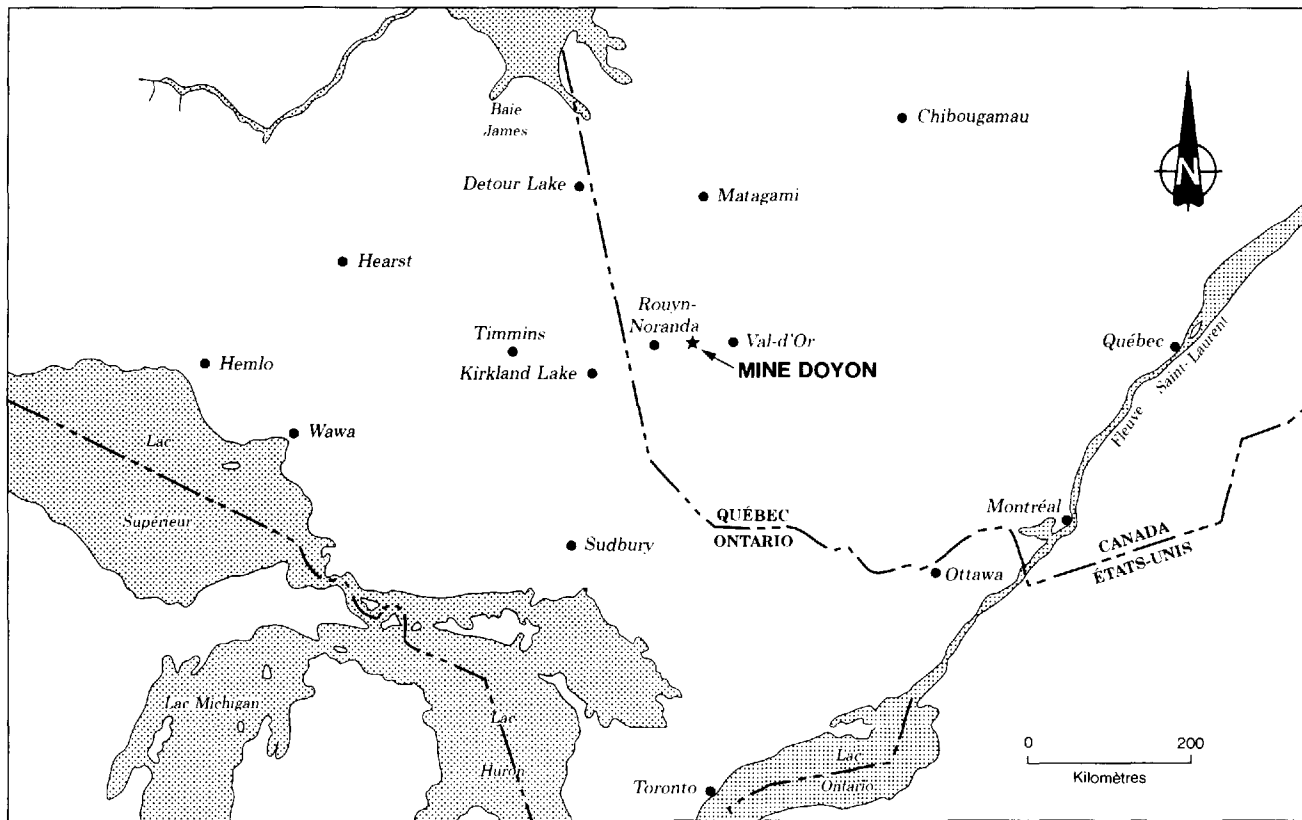 Baie
James
Chibougamau
N
Detour Lake
Matagami
Hearst
Rouyn-
Noranda
Timmins
Val-d'Or
Québec
Fleuve Saint-Laurent
Hemlo
Kirkland Lake
MINE DOYON
Wawa
Lac
Supérieur
Montréal
QUÉBEC
ONTARIO
Sudbury
CANADA
ÉTATS-UNIS
Ottawa
Lac Michigan
Lac
Huron
Lac
Ontario
Toronto
0 200
Kilomètres